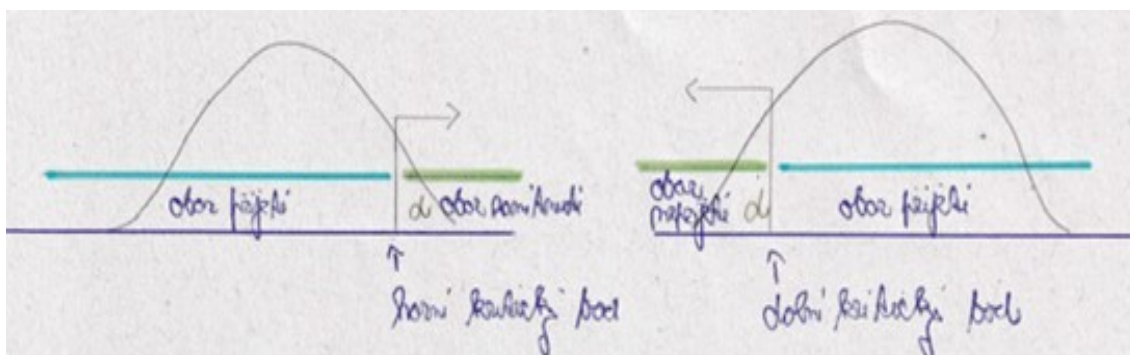 obor přijetí
α obor zamítnutí
horní kritický bod
obor
nepřijetí α
obor přijetí
dolní kritický bod